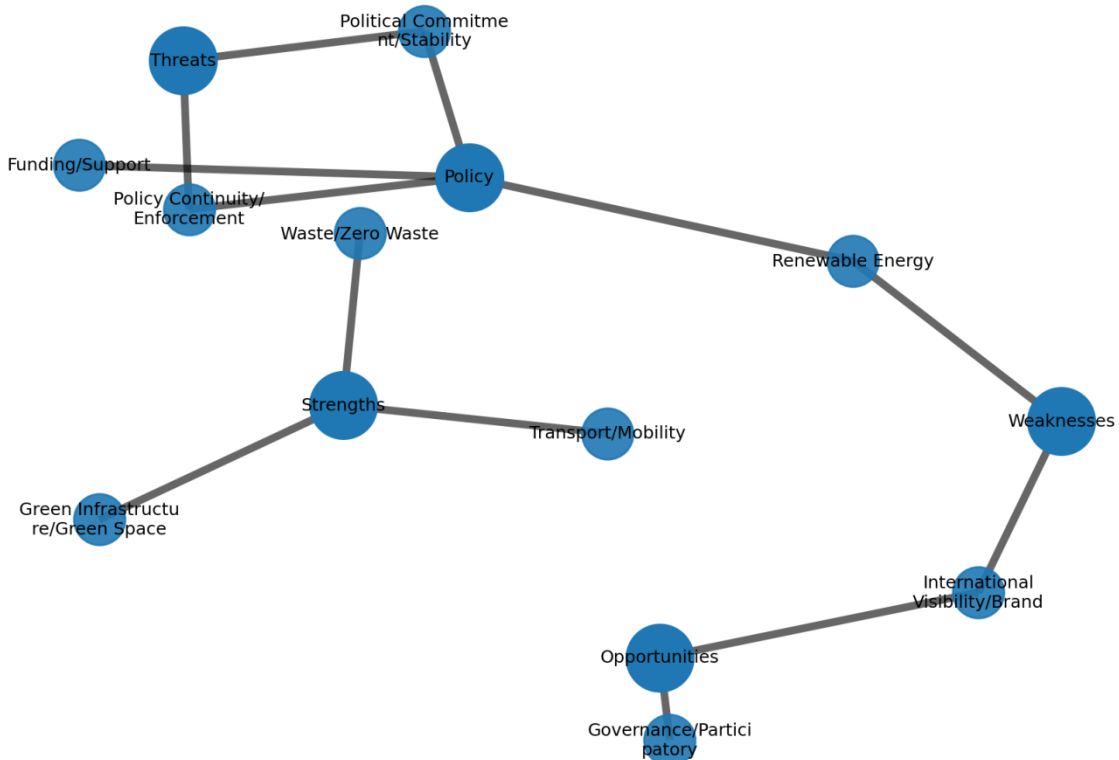 Political Commitme
nt/Stability
Threats
Funding/Support
Policy
Policy Continuity/
Enforcement
Waste/Zero Waste
Renewable Energy
Strengths
Weaknesses
Transport/Mobility
Green Infrastructu
re/Green Space
International
Visibility/Brand
Opportunities
Governance/Partici
patory